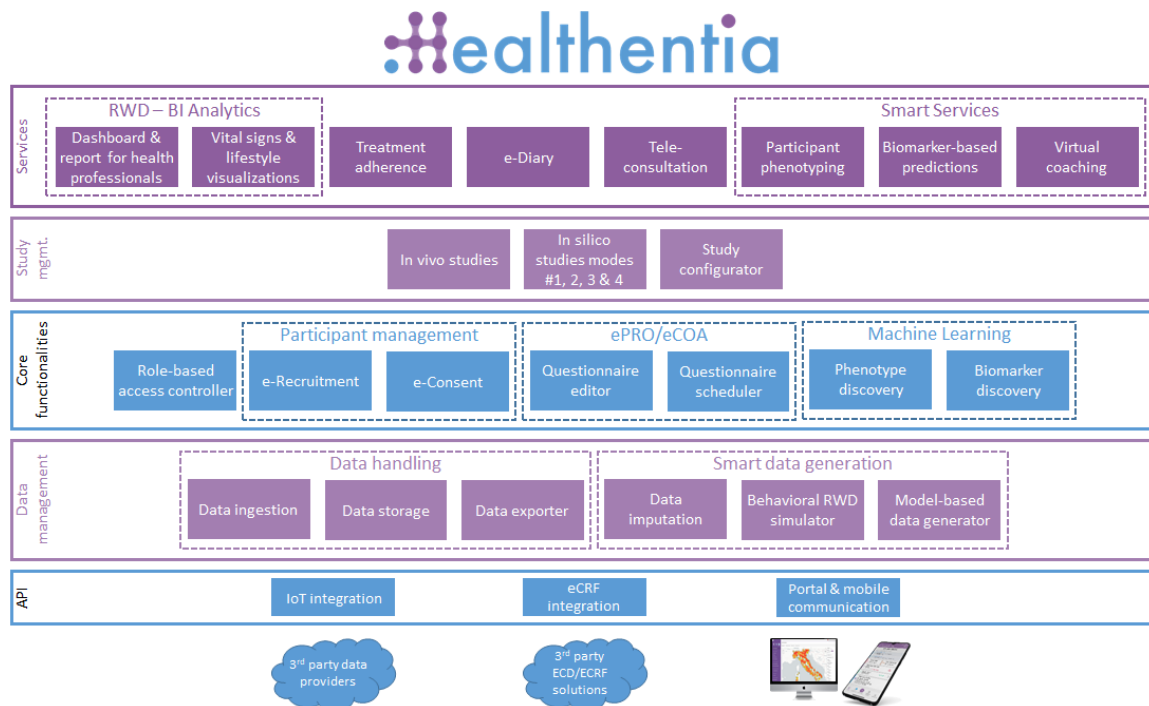 Healthentia
Services
RWD – BI Analytics
Dashboard &
report for health
professionals
Vital signs &
lifestyle
visualizations
Treatment
adherence
e-Diary
Tele-
consultation
Smart Services
Participant
phenotyping
Biomarker-based
predictions
Virtual
coaching
Study
mgmt.
In vivo studies
In silico
studies modes
#1, 2, 3 & 4
Study
configurator
Core
functionalities
Role-based
access controller
Participant management
e-Recruitment
e-Consent
ePRO/eCOA
Questionnaire
editor
Questionnaire
scheduler
Machine Learning
Phenotype
discovery
Biomarker
discovery
Data
management
Data handling
Data ingestion
Data storage
Data exporter
Smart data generation
Data
imputation
Behavioral RWD
simulator
Model-based
data generator
API
IoT integration
eCRF
integration
Portal & mobile
communication
3rd party data
providers
3rd party
ECD/ECRF
solutions